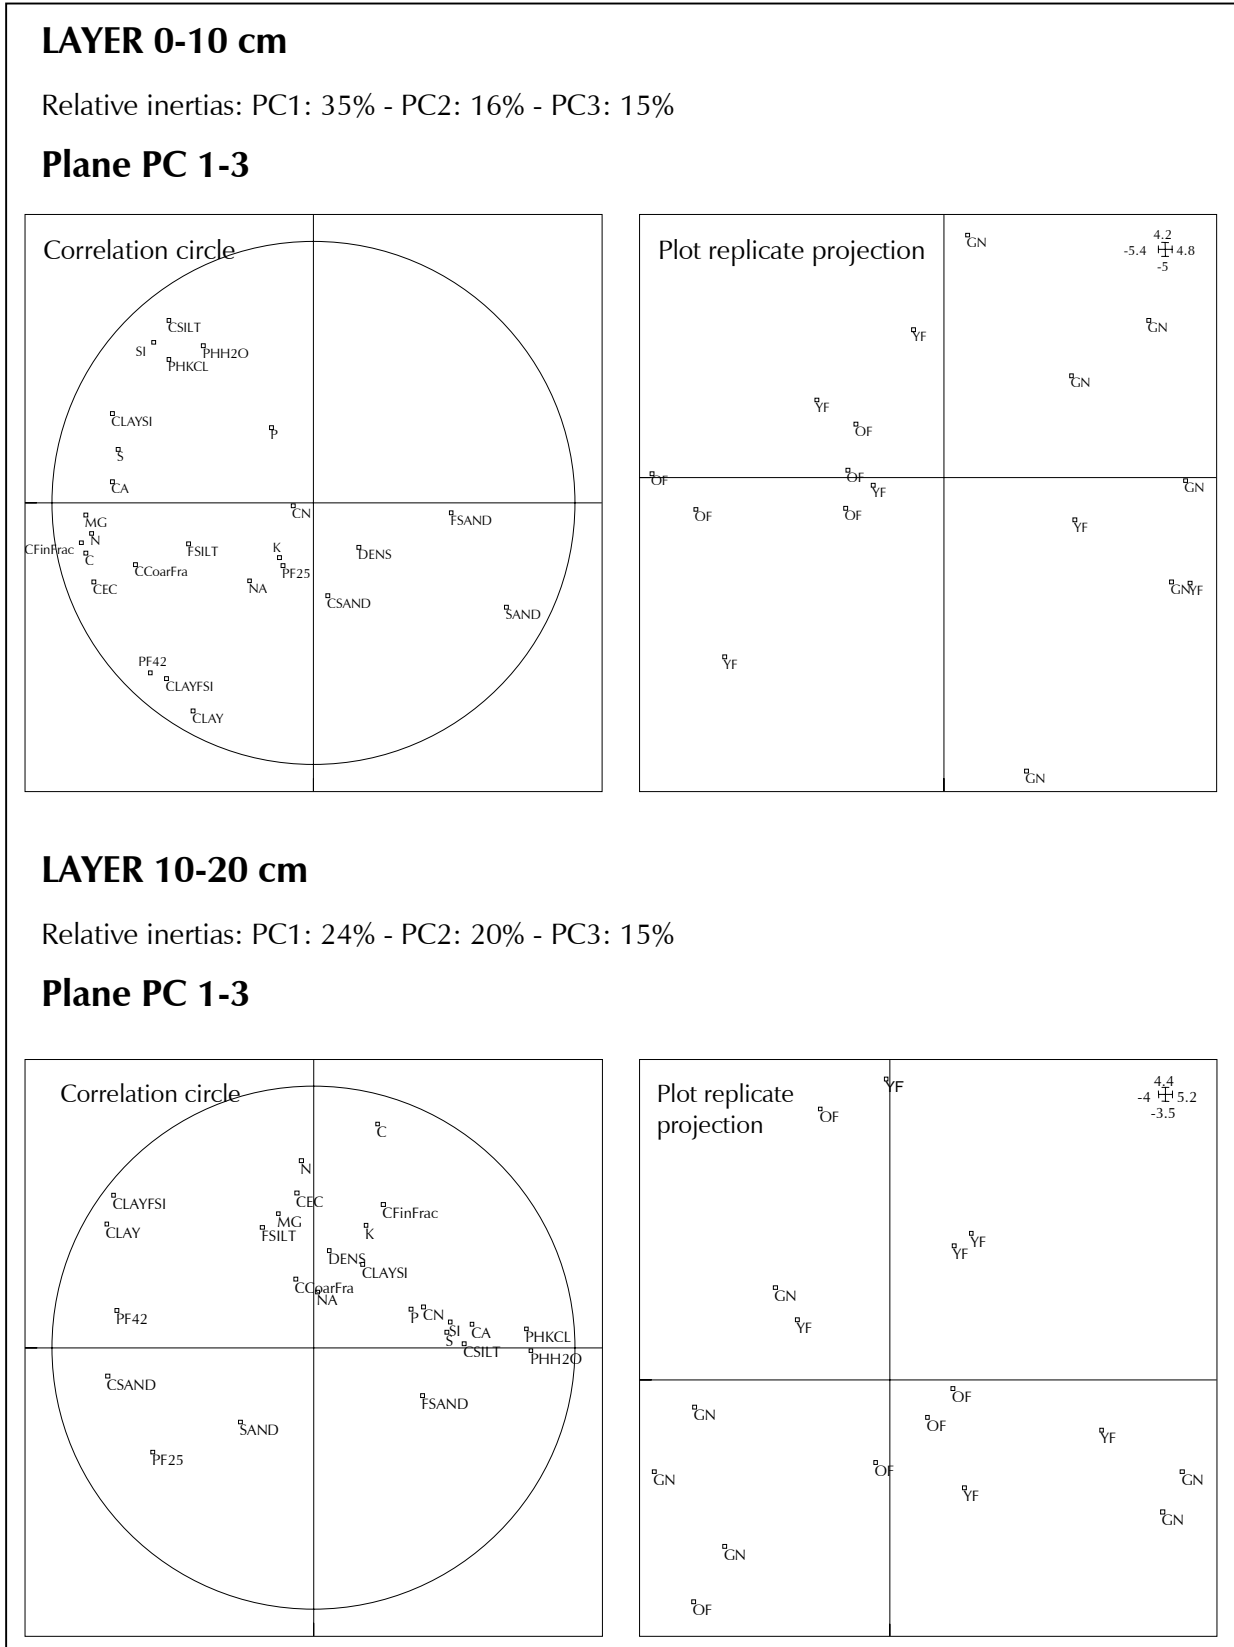 LAYER 0-10 cm
Relative inertias: PC1: 35% - PC2: 16% - PC3: 15%
Plane PC 1-3
Correlation circle
CSILT
SI
PHH2O
PHKCL
CLAYSI
P
S
CA
CN
MG
FSAND
N
CFinFrac
C
FSILT
K
DENS
CCoarFra
PF25
CEC
NA
CSAND
SAND
PF42
CLAYFSI
CLAY
Plot replicate projection
GN
4.2
-5.4
4.8
-5
GN
YF
GN
YF
OF
OF
OF
YF
GN
OF
OF
YF
GN
YF
YF
GN
LAYER 10-20 cm
Relative inertias: PC1: 24% - PC2: 20% - PC3: 15%
Plane PC 1-3
Correlation circle
C
N
CLAYFSI
CEC
CFinFrac
MG
CLAY
FSILT
K
DENS
CLAYSI
CCoarFra
NA
PF42
P
CN
SI
CA
PHKCL
S
CSILT
PHH2O
CSAND
FSAND
SAND
PF25
Plot replicate
projection
YF
4.4
-4
5.2
-3.5
OF
YF
YF
GN
YF
OF
GN
OF
YF
OF
GN
GN
YF
GN
GN
OF